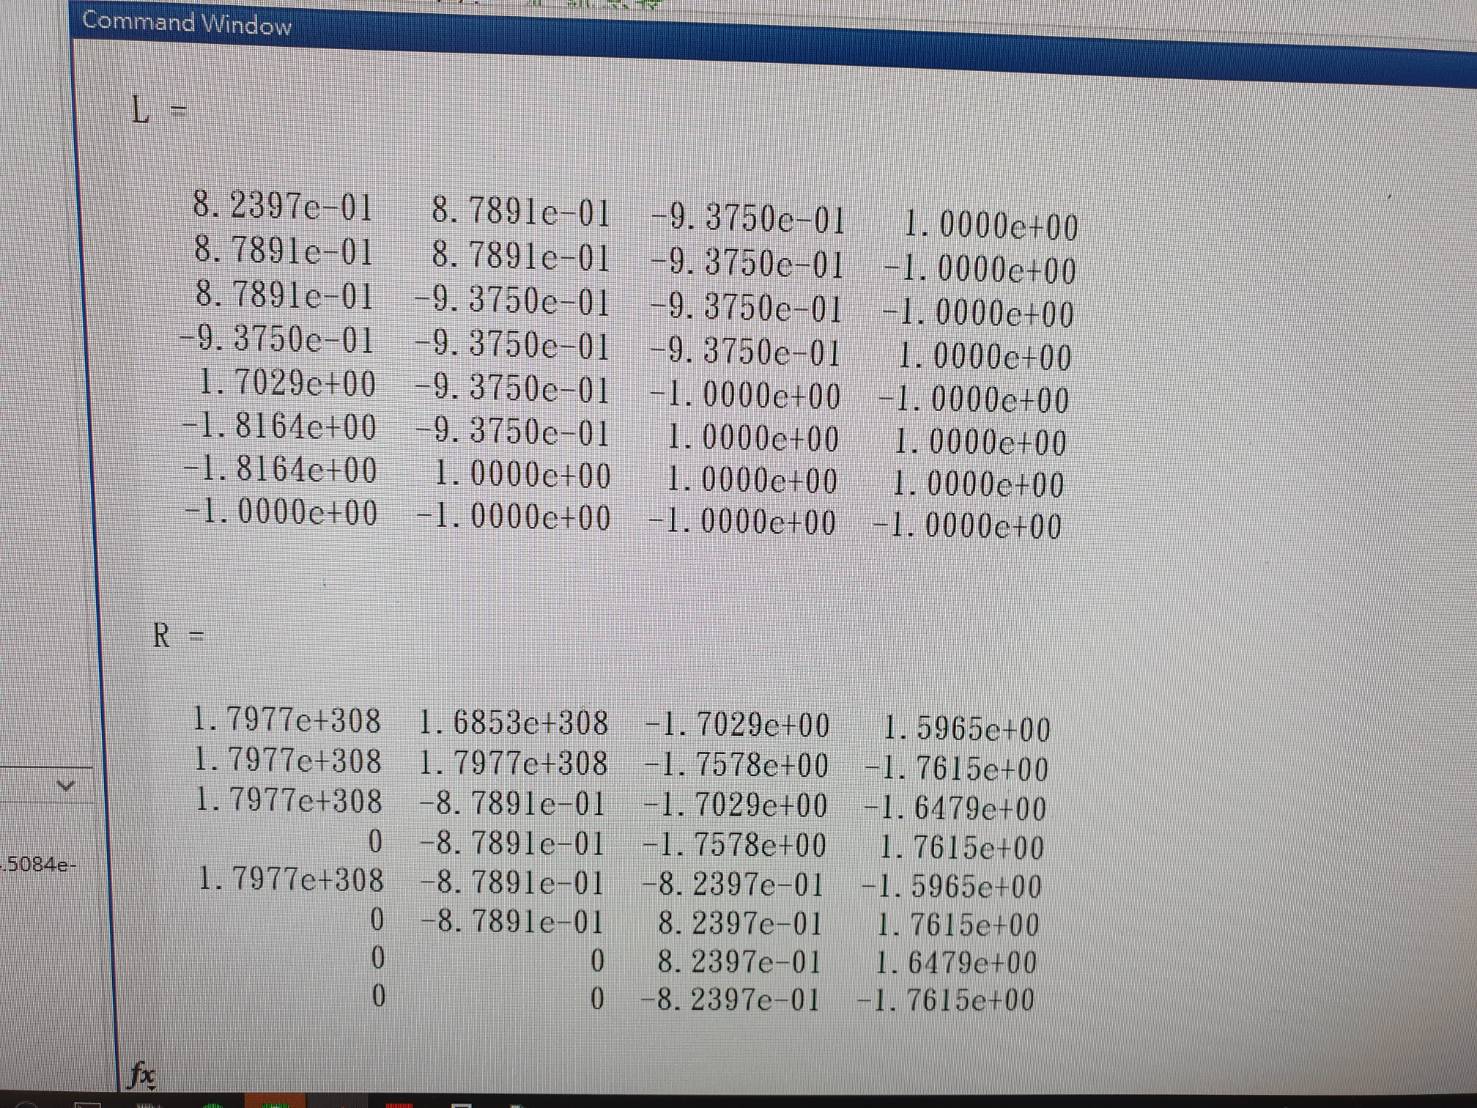 Command Window
L =
8.2397e-01 8.7891e-01 -9.3750e-01 1.0000e+00
8.7891e-01 8.7891e-01 -9.3750e-01 -1.0000e+00
8.7891e-01 -9.3750e-01 -9.3750e-01 -1.0000e+00
-9.3750e-01 -9.3750e-01 -9.3750e-01 1.0000e+00
1.7029e+00 -9.3750e-01 -1.0000e+00 -1.0000e+00
-1.8164e+00 -9.3750e-01 1.0000e+00 1.0000e+00
-1.8164e+00 1.0000e+00 1.0000e+00 1.0000e+00
-1.0000e+00 -1.0000e+00 -1.0000e+00 -1.0000e+00
R =
1.7977e+308 1.6853e+308 -1.7029e+00 1.5965e+00
1.7977e+308 1.7977e+308 -1.7578e+00 -1.7615e+00
1.7977e+308 -8.7891e-01 -1.7029e+00 -1.6479e+00
0 -8.7891e-01 -1.7578e+00 1.7615e+00
1.7977e+308 -8.7891e-01 -8.2397e-01 -1.5965e+00
0 -8.7891e-01 8.2397e-01 1.7615e+00
0 0 8.2397e-01 1.6479e+00
0 0 -8.2397e-01 -1.7615e+00
.5084e-
fx